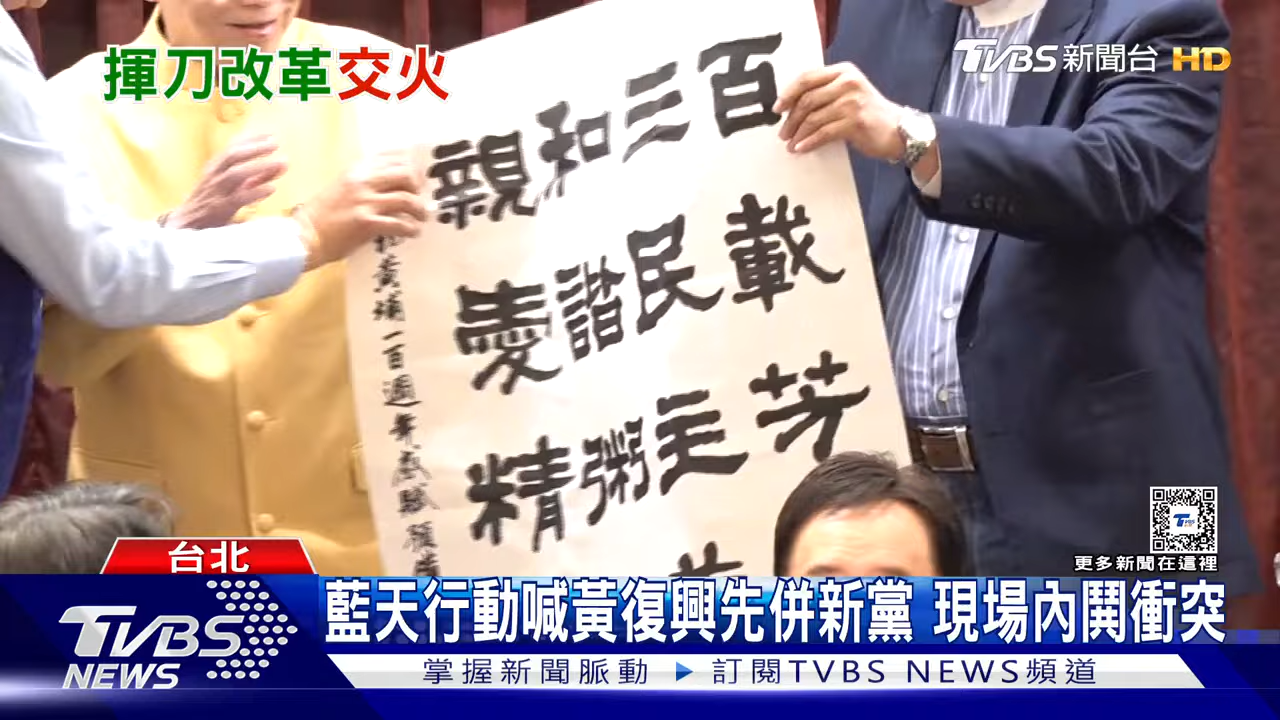 揮刀改革交火
TVBS新聞台 HD
百載芳
三民主
和諧
親愛精
黃埔一百週年感賦
更多新聞在這裡
台北
TVBS NEWS
藍天行動喊黃復興先併新黨 現場內鬨衝突
掌握新聞脈動 ▶ 訂閱TVBS NEWS頻道